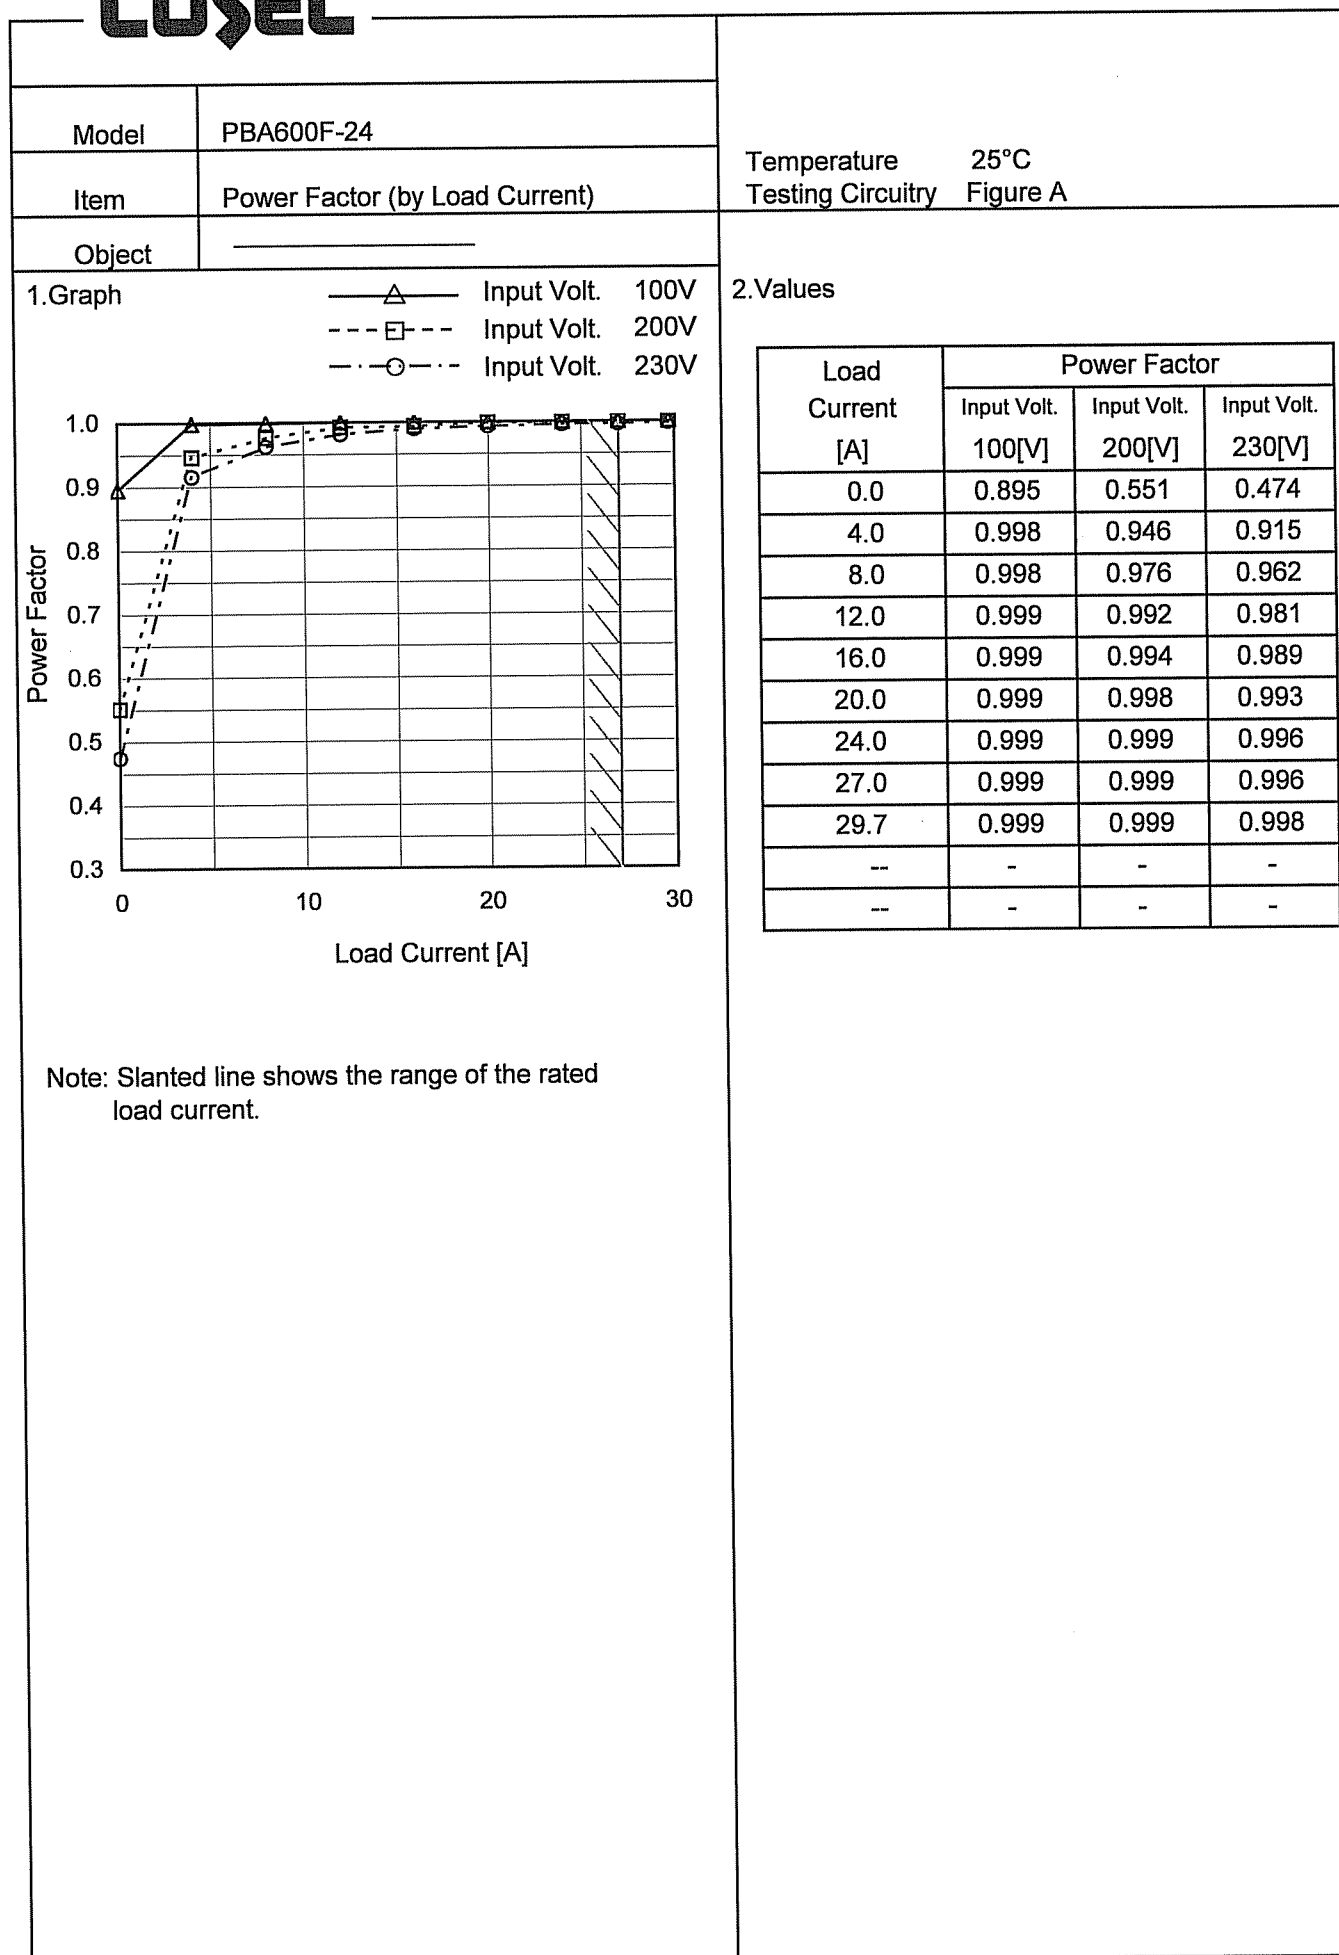 COSEL
Model PBA600F-24
Item Power Factor (by Load Current)
Object
Temperature 25°C
Testing Circuitry Figure A
1.Graph
Input Volt. 100V
Input Volt. 200V
Input Volt. 230V
1.0
0.9
0.8
0.7
0.6
0.5
0.4
0.3
Power Factor
0 10 20 30
Load Current [A]
Note: Slanted line shows the range of the rated
load current.
2.Values
Load Power Factor
Current Input Volt. Input Volt. Input Volt.
[A] 100[V] 200[V] 230[V]
0.0 0.895 0.551 0.474
4.0 0.998 0.946 0.915
8.0 0.998 0.976 0.962
12.0 0.999 0.992 0.981
16.0 0.999 0.994 0.989
20.0 0.999 0.998 0.993
24.0 0.999 0.999 0.996
27.0 0.999 0.999 0.996
29.7 0.999 0.999 0.998
-- - - -
-- - - -